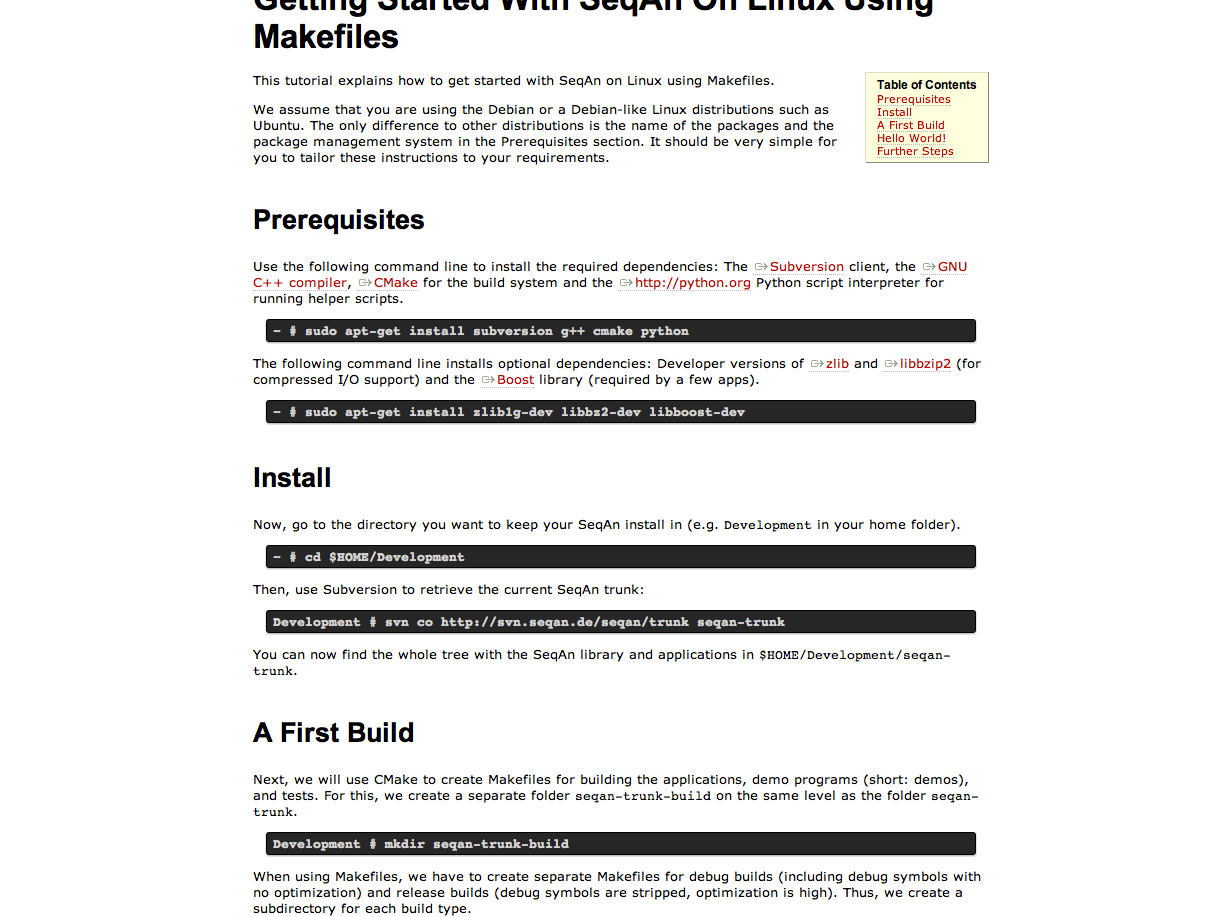 Getting Started With SeqAn On Linux Using
Makefiles
This tutorial explains how to get started with SeqAn on Linux using Makefiles.
We assume that you are using the Debian or a Debian-like Linux distributions such as
Ubuntu. The only difference to other distributions is the name of the packages and the
package management system in the Prerequisites section. It should be very simple for
you to tailor these instructions to your requirements.
Table of Contents
Prerequisites
Install
A First Build
Hello World!
Further Steps
Prerequisites
Use the following command line to install the required dependencies: The Subversion client, the GNU
C++ compiler, CMake for the build system and the http://python.org Python script interpreter for
running helper scripts.
~ # sudo apt-get install subversion g++ cmake python
The following command line installs optional dependencies: Developer versions of zlib and libbzip2 (for
compressed I/O support) and the Boost library (required by a few apps).
~ # sudo apt-get install zlib1g-dev libbz2-dev libboost-dev
Install
Now, go to the directory you want to keep your SeqAn install in (e.g. Development in your home folder).
~ # cd $HOME/Development
Then, use Subversion to retrieve the current SeqAn trunk:
Development # svn co http://svn.seqan.de/seqan/trunk seqan-trunk
You can now find the whole tree with the SeqAn library and applications in $HOME/Development/seqan-
trunk.
A First Build
Next, we will use CMake to create Makefiles for building the applications, demo programs (short: demos),
and tests. For this, we create a separate folder seqan-trunk-build on the same level as the folder seqan-
trunk.
Development # mkdir seqan-trunk-build
When using Makefiles, we have to create separate Makefiles for debug builds (including debug symbols with
no optimization) and release builds (debug symbols are stripped, optimization is high). Thus, we create a
subdirectory for each build type.